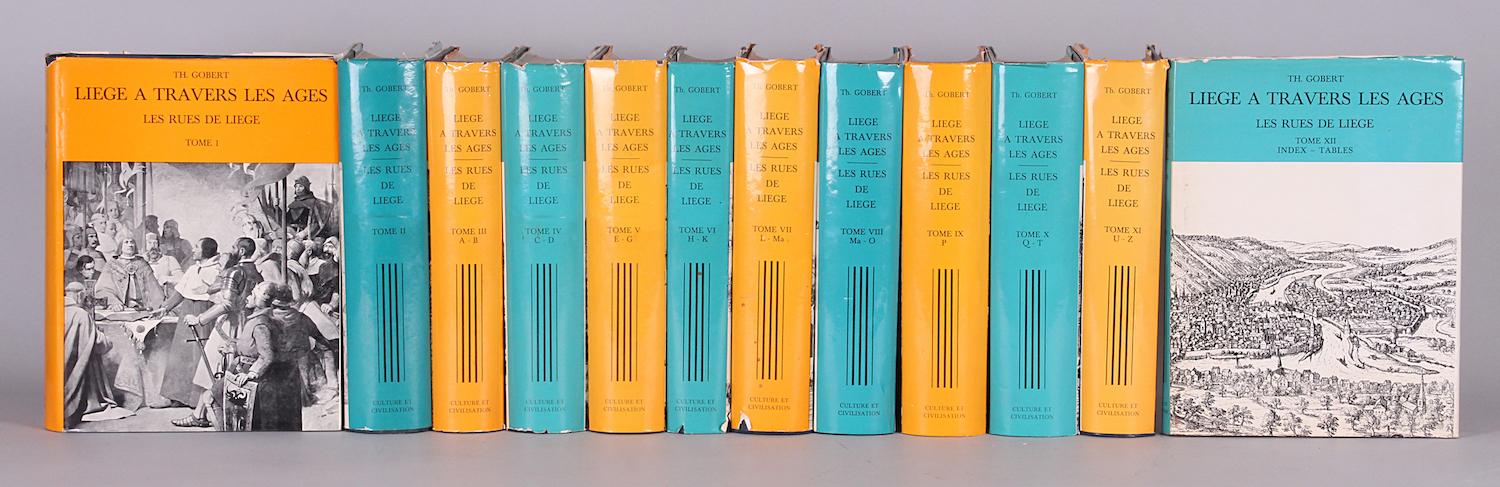 TH. GOBERT
LIEGE A TRAVERS LES AGES
LES RUES DE LIEGE
TOME 1
Th. GOBERT
LIEGE
A TRAVERS
LES AGES
LES RUES
DE
LIEGE
TOME II
CULTURE ET
CIVILISATION
Th. GOBERT
LIEGE
A TRAVERS
LES AGES
LES RUES
DE
LIEGE
TOME III
A - B
CULTURE ET
CIVILISATION
Th. GOBERT
LIEGE
A TRAVERS
LES AGES
LES RUES
DE
LIEGE
TOME IV
C - D
CULTURE ET
CIVILISATION
Th. GOBERT
LIEGE
A TRAVERS
LES AGES
LES RUES
DE
LIEGE
TOME V
E - G
CULTURE ET
CIVILISATION
Th. GOBERT
LIEGE
A TRAVERS
LES AGES
LES RUES
DE
LIEGE
TOME VI
H - K
CULTURE ET
CIVILISATION
Th. GOBERT
LIEGE
A TRAVERS
LES AGES
LES RUES
DE
LIEGE
TOME VII
L - Ma
CULTURE ET
CIVILISATION
Th. GOBERT
LIEGE
A TRAVERS
LES AGES
LES RUES
DE
LIEGE
TOME VIII
Ma - O
CULTURE ET
CIVILISATION
Th. GOBERT
LIEGE
A TRAVERS
LES AGES
LES RUES
DE
LIEGE
TOME IX
P
CULTURE ET
CIVILISATION
Th. GOBERT
LIEGE
A TRAVERS
LES AGES
LES RUES
DE
LIEGE
TOME X
Q - T
CULTURE ET
CIVILISATION
Th. GOBERT
LIEGE
A TRAVERS
LES AGES
LES RUES
DE
LIEGE
TOME XI
U - Z
CULTURE ET
CIVILISATION
TH. GOBERT
LIEGE A TRAVERS LES AGES
LES RUES DE LIEGE
TOME XII
INDEX – TABLES